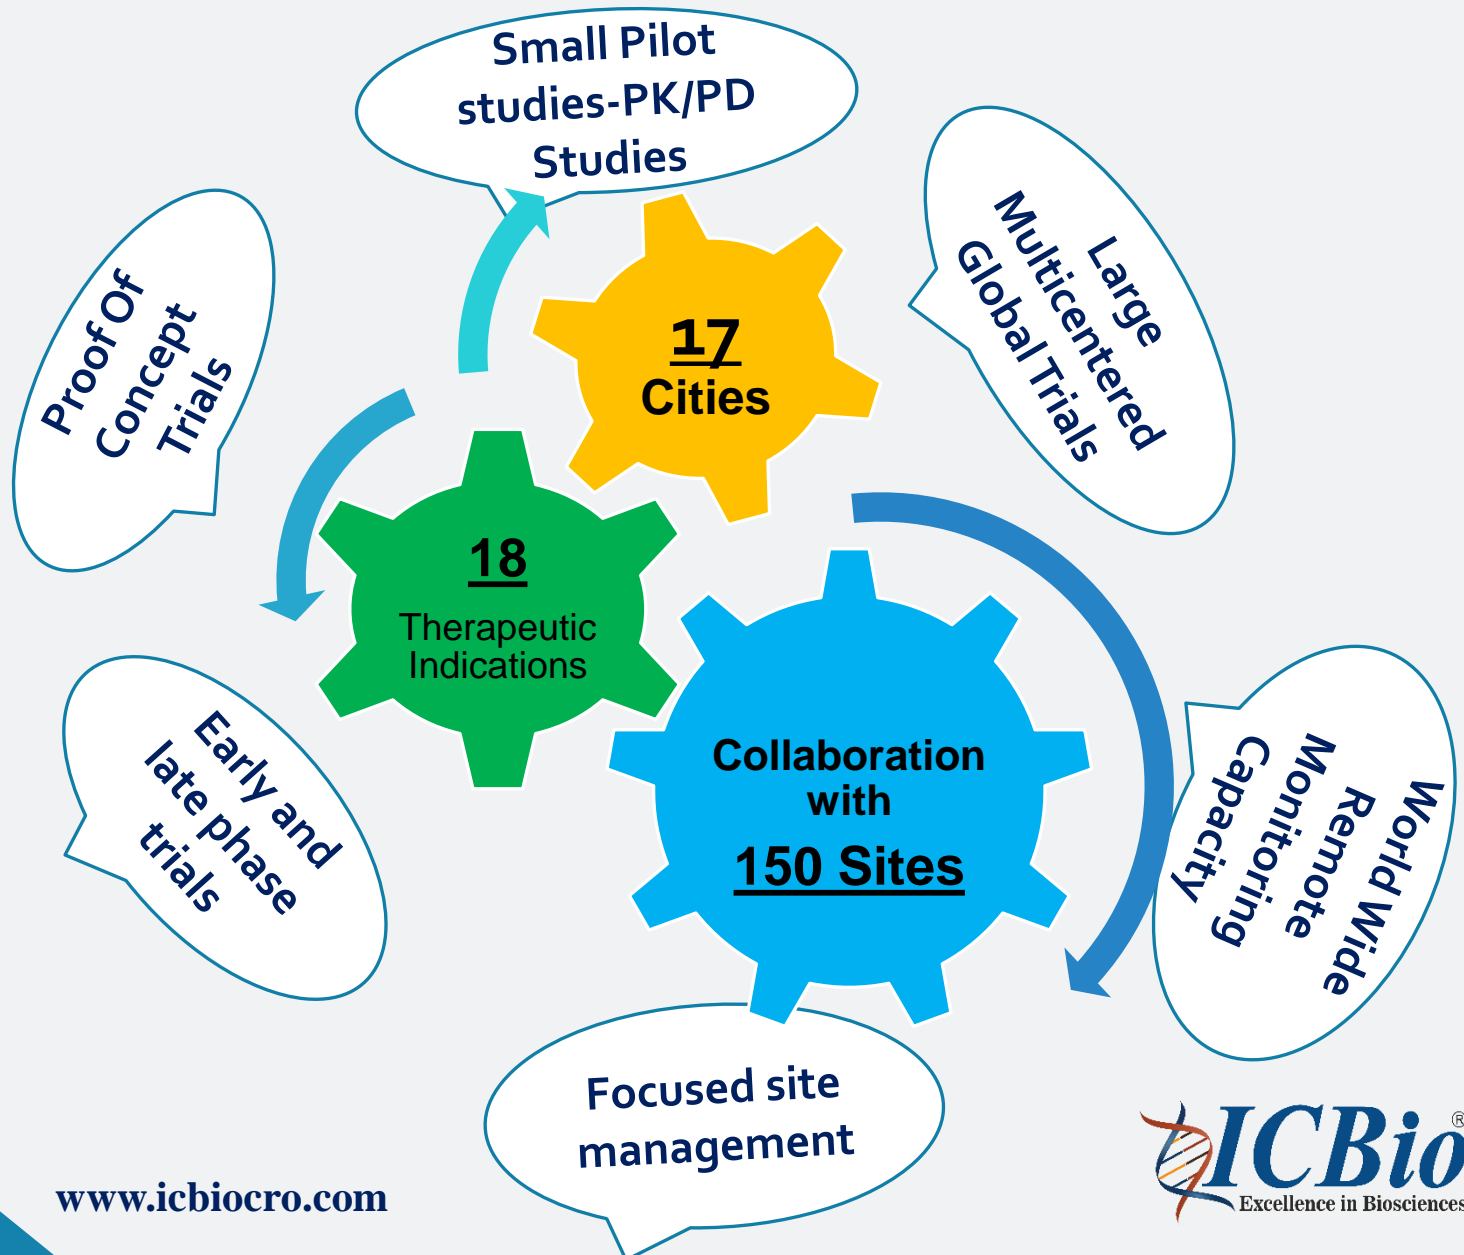 Small Pilot
studies-PK/PD
Studies
Large
Multicentered
Global Trials
Proof Of
Concept
Trials
17
Cities
18
Therapeutic
Indications
Collaboration
with
150 Sites
Early and
late phase
trials
World Wide
Remote
Monitoring
Capacity
Focused site
management
www.icbiocro.com
ICBio®
Excellence in Biosciences